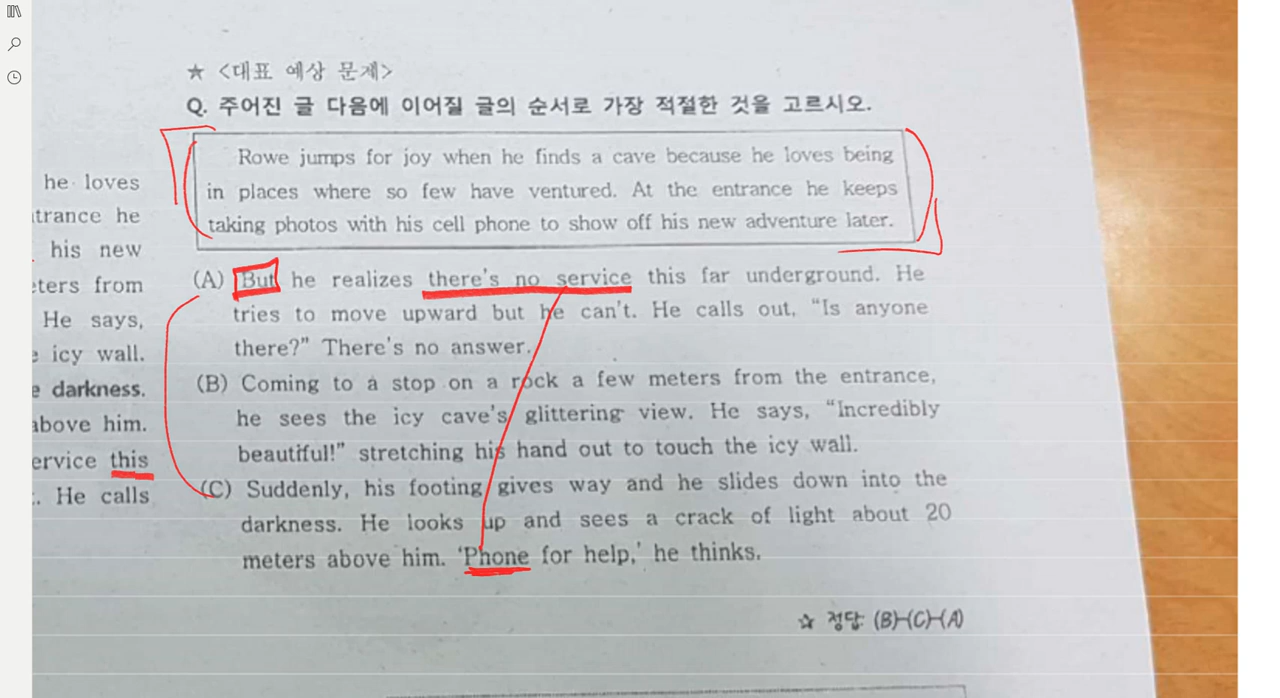 ★ <대표 예상 문제>
Q. 주어진 글 다음에 이어질 글의 순서로 가장 적절한 것을 고르시오.
Rowe jumps for joy when he finds a cave because he loves being
in places where so few have ventured. At the entrance he keeps
taking photos with his cell phone to show off his new adventure later.
(A) But he realizes there's no service this far underground. He
tries to move upward but he can't. He calls out, “Is anyone
there?” There's no answer.
(B) Coming to a stop on a rock a few meters from the entrance,
he sees the icy cave's glittering view. He says, “Incredibly
beautiful!” stretching his hand out to touch the icy wall.
(C) Suddenly, his footing gives way and he slides down into the
darkness. He looks up and sees a crack of light about 20
meters above him. ‘Phone for help,’ he thinks.
☆ 정답: (B)-(C)-(A)
he loves
he
his new
from
He says,
icy wall.
darkness.
above him.
this
He calls